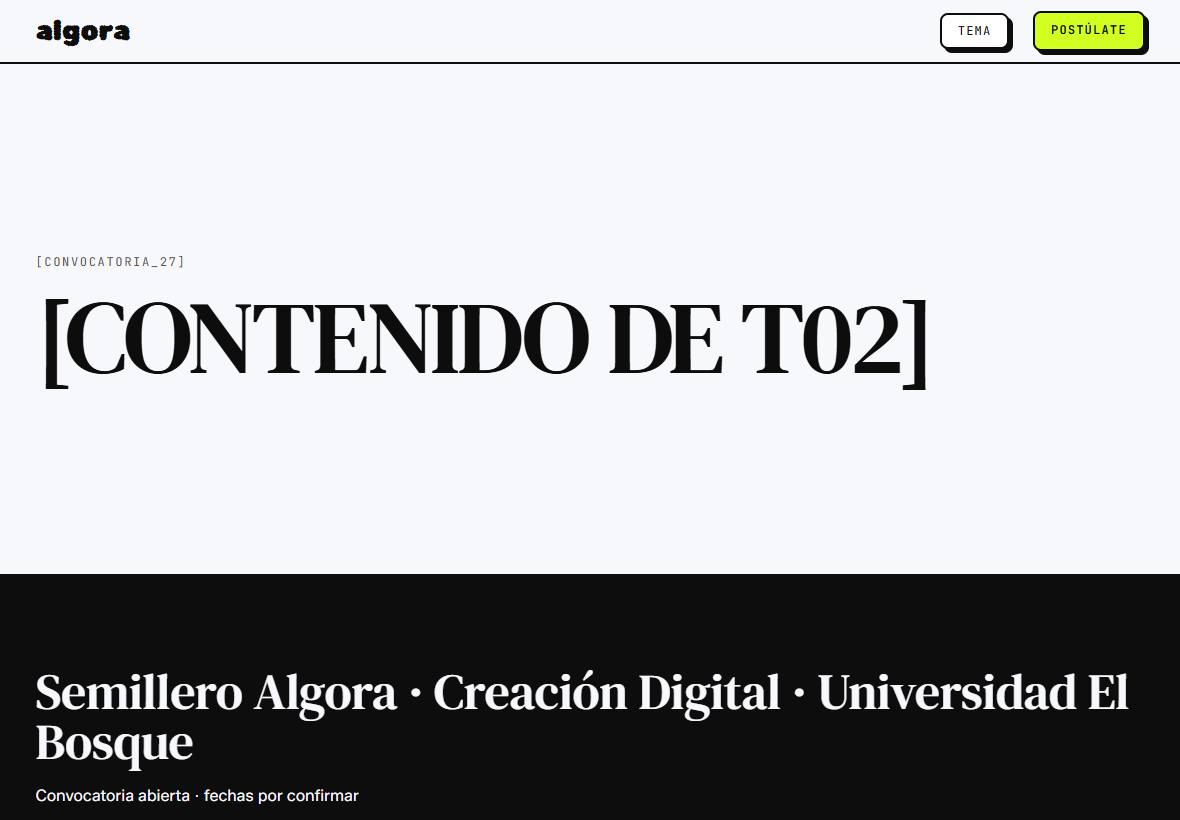 algora
TEMA
POSTÚLATE
[CONVOCATORIA_27]
[CONTENIDO DE T02]
Semillero Algora · Creación Digital · Universidad El
Bosque
Convocatoria abierta · fechas por confirmar